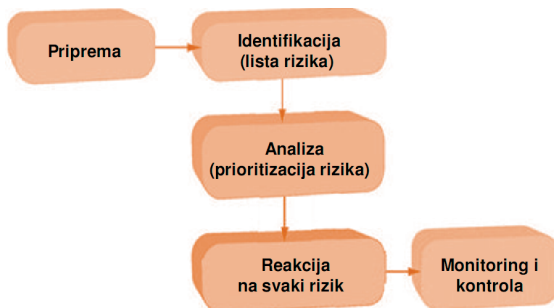 Priprema
Identifikacija
(lista rizika)
Analiza
(prioritizacija rizika)
Reakcija
na svaki rizik
Monitoring i
kontrola